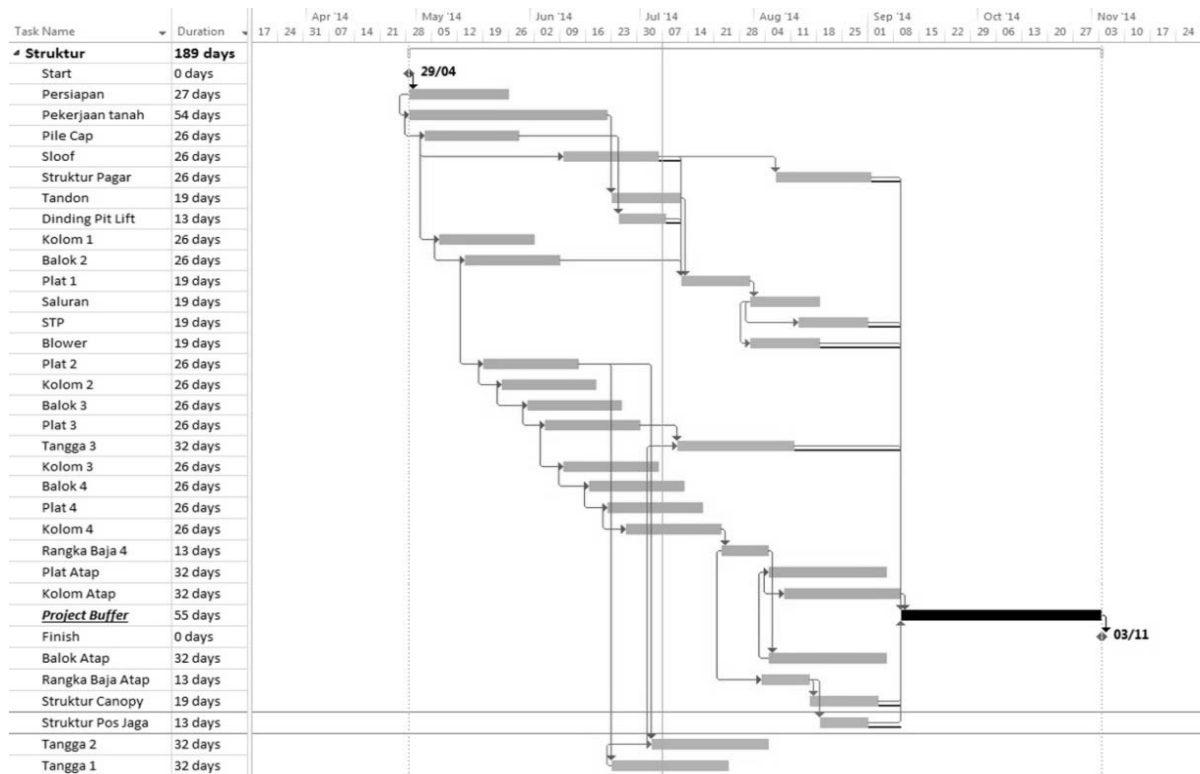 Apr '14 May '14 Jun '14 Jul '14 Aug '14 Sep '14 Oct '14 Nov '14
Task Name Duration 17 24 31 07 14 21 28 05 12 19 26 02 09 16 23 30 07 14 21 28 04 11 18 25 01 08 15 22 29 06 13 20 27 03 10 17 24
Struktur 189 days
Start 0 days 29/04
Persiapan 27 days
Pekerjaan tanah 54 days
Pile Cap 26 days
Sloof 26 days
Struktur Pagar 26 days
Tandon 19 days
Dinding Pit Lift 13 days
Kolom 1 26 days
Balok 2 26 days
Plat 1 19 days
Saluran 19 days
STP 19 days
Blower 19 days
Plat 2 26 days
Kolom 2 26 days
Balok 3 26 days
Plat 3 26 days
Tangga 3 32 days
Kolom 3 26 days
Balok 4 26 days
Plat 4 26 days
Kolom 4 26 days
Rangka Baja 4 13 days
Plat Atap 32 days
Kolom Atap 32 days
Project Buffer 55 days
Finish 0 days 03/11
Balok Atap 32 days
Rangka Baja Atap 13 days
Struktur Canopy 19 days
Struktur Pos Jaga 13 days
Tangga 2 32 days
Tangga 1 32 days